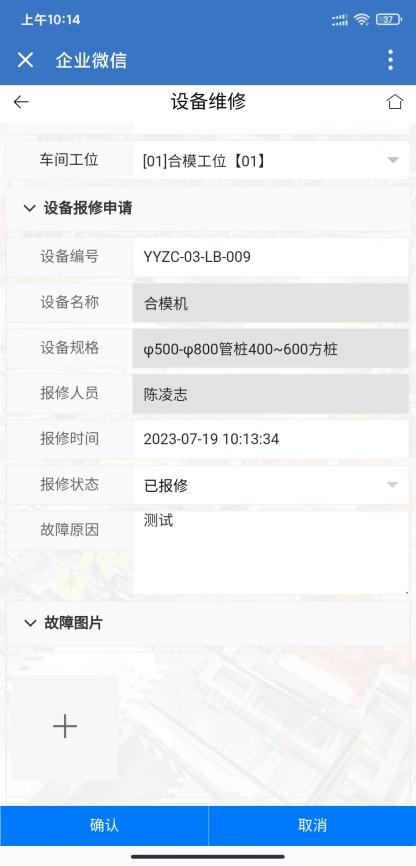 上午10:14
37
企业微信
设备维修
车间工位 [01]合模工位【01】
设备报修申请
设备编号 YYZC-03-LB-009
设备名称 合模机
设备规格 φ500-φ800管桩400~600方桩
报修人员 陈凌志
报修时间 2023-07-19 10:13:34
报修状态 已报修
故障原因 测试
故障图片
确认 取消